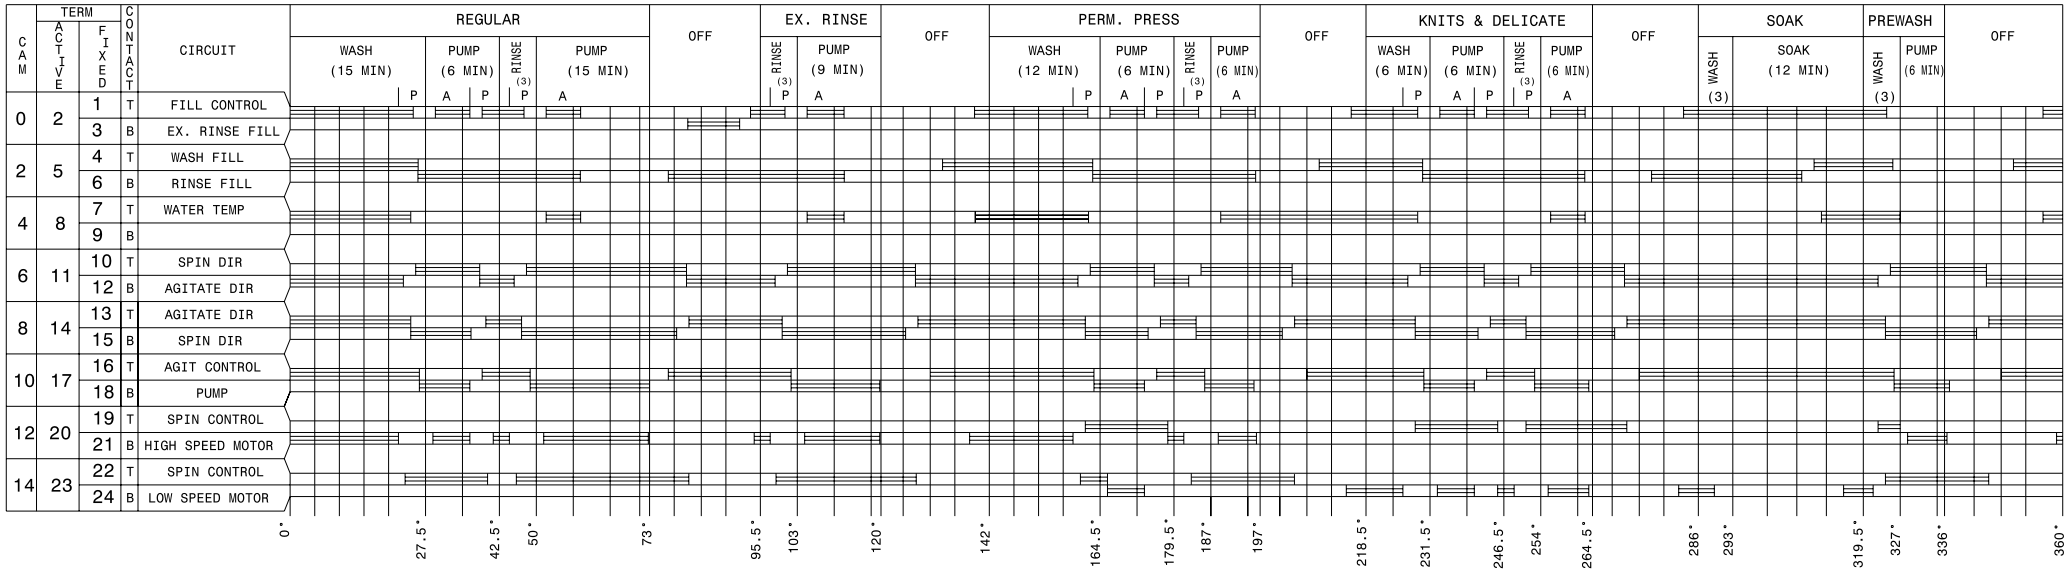 TERM
CAM
ACTIVE
FIXED
CONTACT
CIRCUIT
REGULAR
OFF
EX. RINSE
OFF
PERM. PRESS
OFF
KNITS & DELICATE
OFF
SOAK
PREWASH
OFF
WASH
(15 MIN)
P
PUMP
(6 MIN)
A P
RINSE
(3)
P
PUMP
(15 MIN)
A
RINSE
(3)
P
PUMP
(9 MIN)
A
WASH
(12 MIN)
P
PUMP
(6 MIN)
A P
RINSE
(3)
P
PUMP
(6 MIN)
A
WASH
(6 MIN)
P
PUMP
(6 MIN)
A P
RINSE
(3)
P
PUMP
(6 MIN)
A
WASH
(3)
SOAK
(12 MIN)
WASH
(3)
PUMP
(6 MIN)
0 2
1 T FILL CONTROL
3 B EX. RINSE FILL
2 5
4 T WASH FILL
6 B RINSE FILL
4 8
7 T WATER TEMP
9 B
6 11
10 T SPIN DIR
12 B AGITATE DIR
8 14
13 T AGITATE DIR
15 B SPIN DIR
10 17
16 T AGIT CONTROL
18 B PUMP
12 20
19 T SPIN CONTROL
21 B HIGH SPEED MOTOR
14 23
22 T SPIN CONTROL
24 B LOW SPEED MOTOR
0°
27.5°
42.5°
50°
73°
95.5°
103°
120°
142°
164.5°
179.5°
187°
197°
218.5°
231.5°
246.5°
254°
264.5°
286°
293°
319.5°
327°
336°
360°